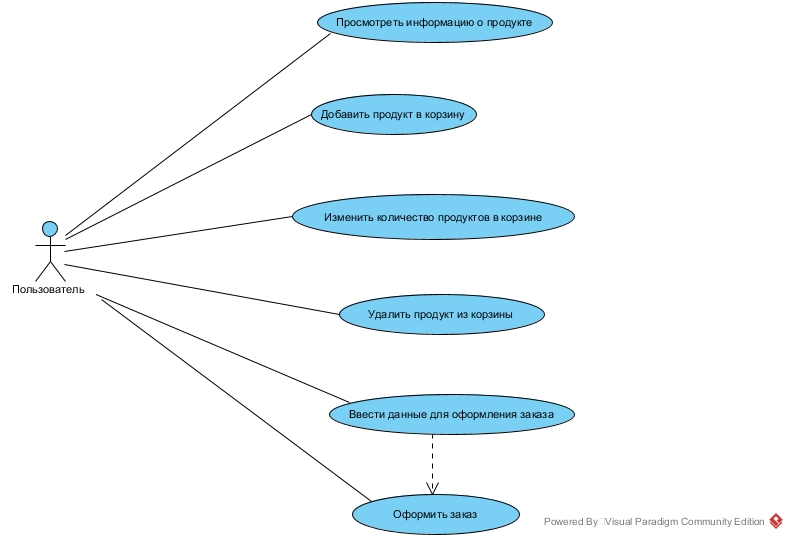 Просмотреть информацию о продукте
Добавить продукт в корзину
Изменить количество продуктов в корзине
Пользователь
Удалить продукт из корзины
Ввести данные для оформления заказа
Оформить заказ
Powered By Visual Paradigm Community Edition